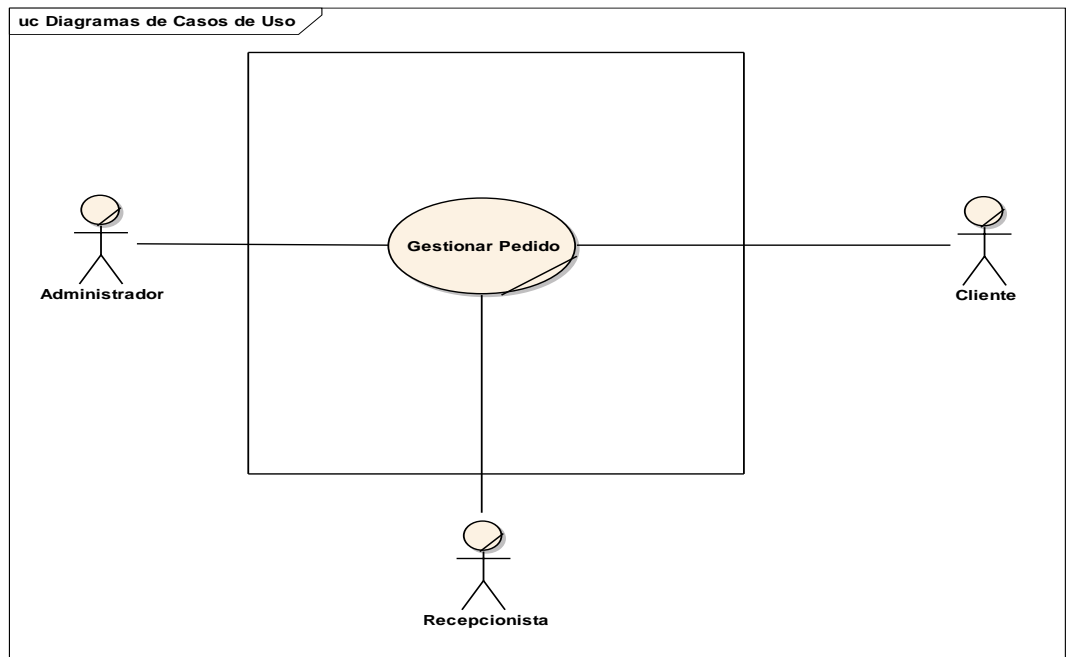 uc Diagramas de Casos de Uso
Gestionar Pedido
Administrador
Cliente
Recepcionista